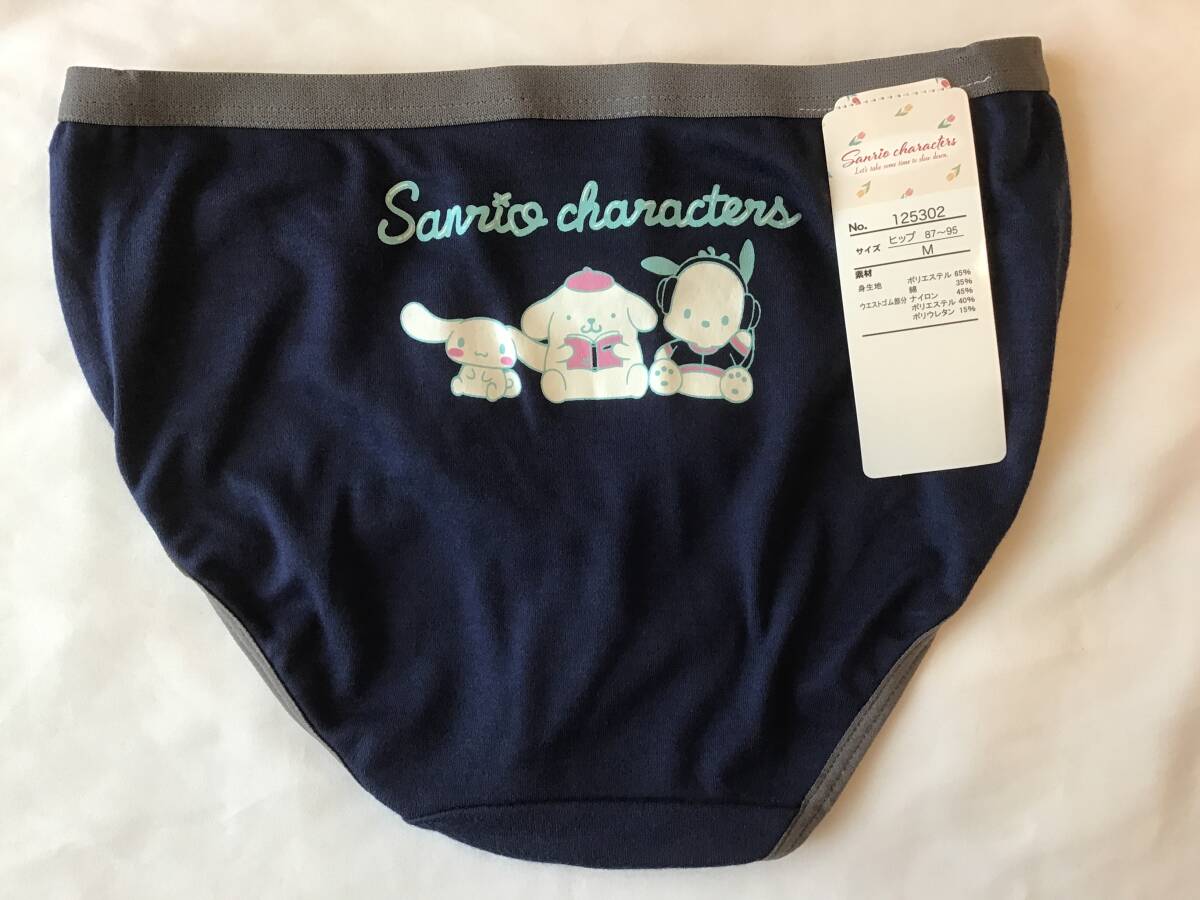 Sanrio characters
Sanrio characters
Let's take some time to slow down.
No. 125302
サイズ ヒップ 87〜95
M
素材
身生地 ポリエステル 65%
綿 35%
ウエストゴム部分 ナイロン 45%
ポリエステル 40%
ポリウレタン 15%